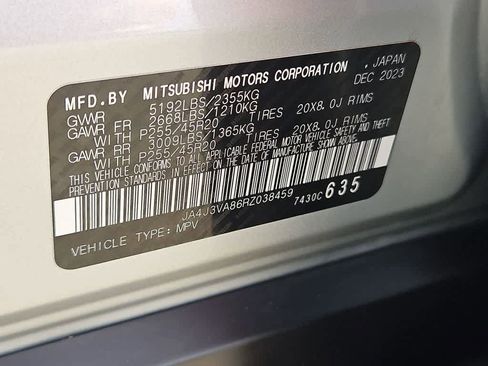 MFD.BY MITSUBISHI MOTORS CORPORATION , JAPAN
GVWR 5192LBS/2355KG DEC 2023
GAWR FR 2668LBS/1210KG
WITH P255/45R20 TIRES 20X8.0J RIMS
GAWR RR 3009LBS/1365KG
WITH P255/45R20 TIRES 20X8.0J RIMS
THIS VEHICLE CONFORMS TO ALL APPLICABLE FEDERAL MOTOR VEHICLE SAFETY AND THEFT
PREVENTION STANDARDS IN EFFECT ON THE DATE OF MANUFACTURE SHOWN ABOVE.
JA4J3VA86RZ038459
VEHICLE TYPE: MPV 7430C 635